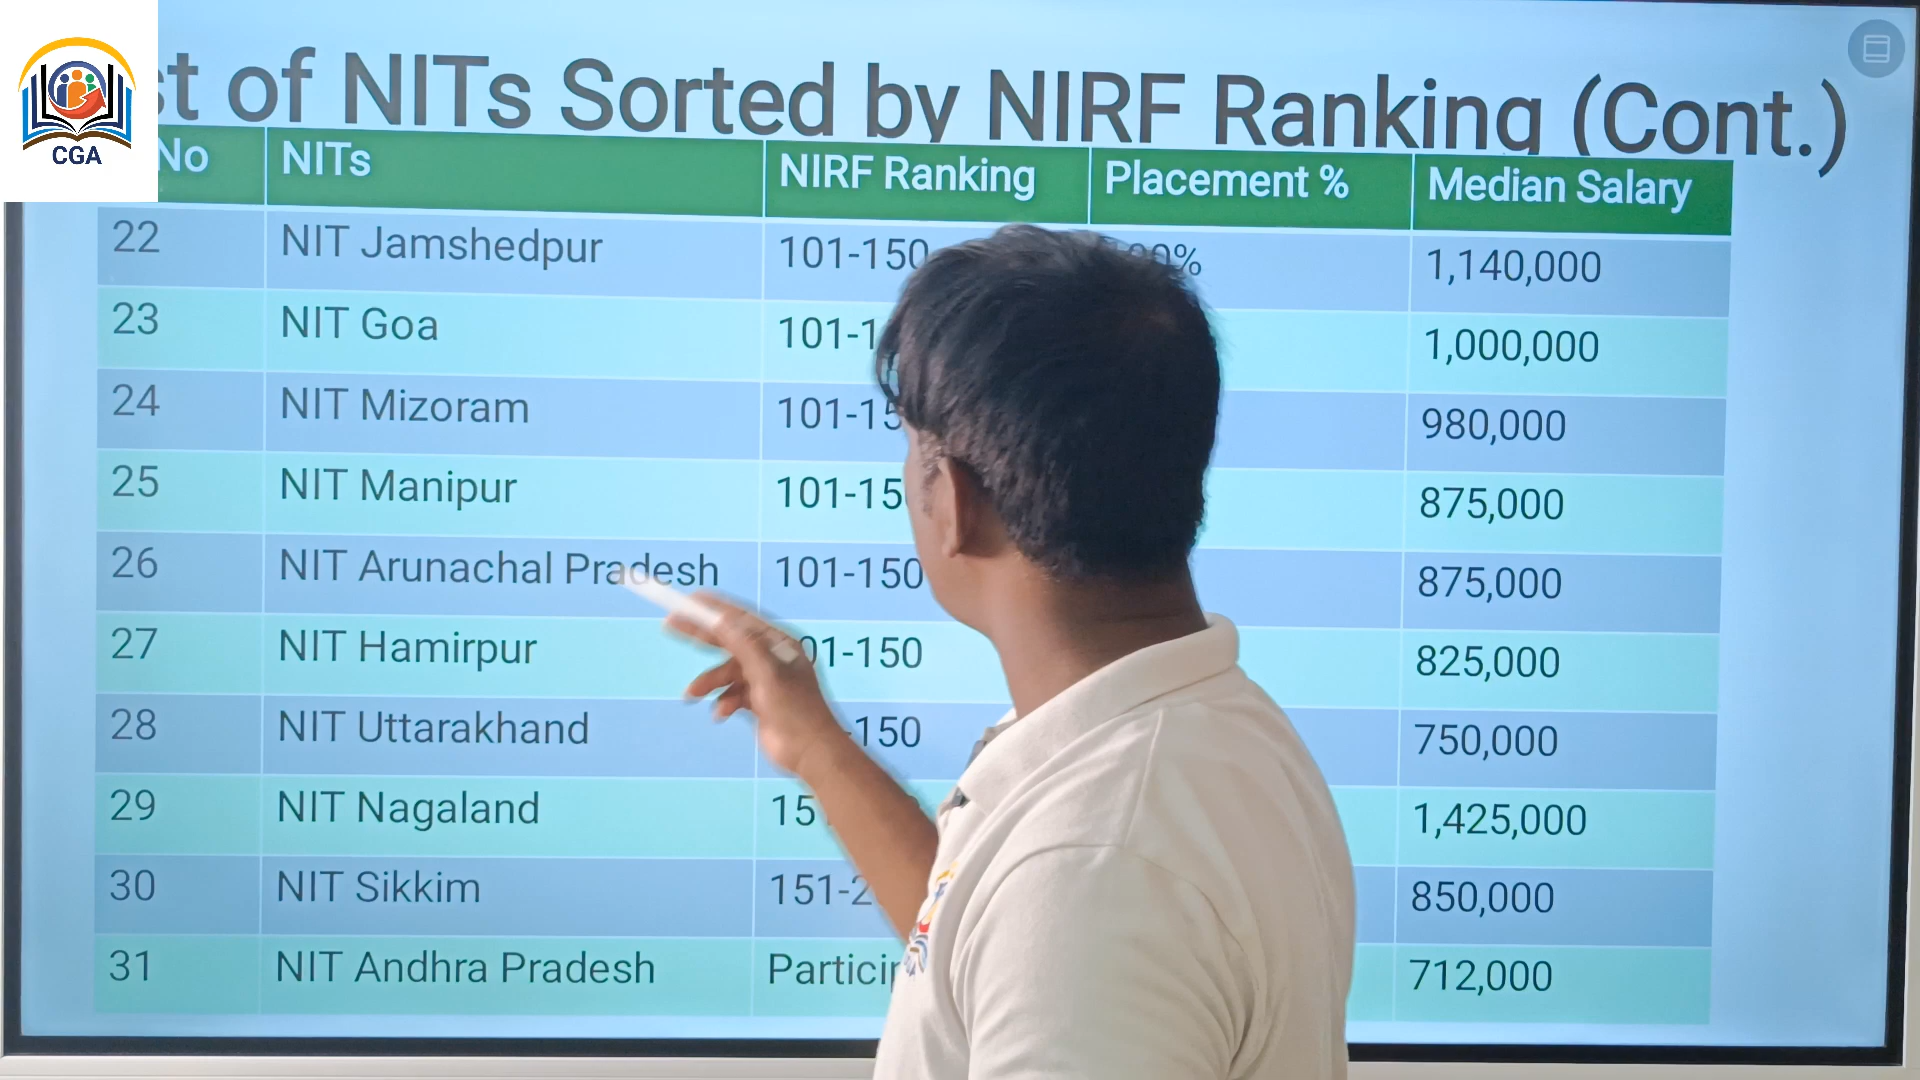 CGA
of NITs Sorted by NIRF Ranking (Cont.)
No NITs NIRF Ranking Placement % Median Salary
22 NIT Jamshedpur 101-150 1,140,000
23 NIT Goa 1,000,000
24 NIT Mizoram 980,000
25 NIT Manipur 101-150 875,000
26 NIT Arunachal Pradesh 101-150 875,000
27 NIT Hamirpur 825,000
28 NIT Uttarakhand 750,000
29 NIT Nagaland 1,425,000
30 NIT Sikkim 850,000
31 NIT Andhra Pradesh 712,000